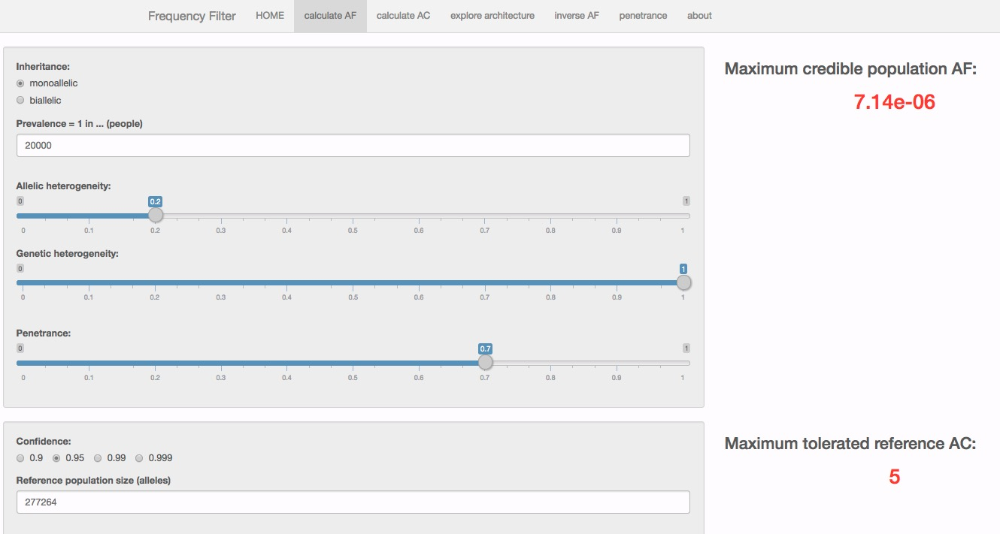 Frequency Filter HOME calculate AF calculate AC explore architecture inverse AF penetrance about
Inheritance:
monoallelic
biallelic
Prevalence = 1 in ... (people)
20000
Allelic heterogeneity:
0 0.2 1
0 0.1 0.2 0.3 0.4 0.5 0.6 0.7 0.8 0.9 1
Genetic heterogeneity:
0 1
0 0.1 0.2 0.3 0.4 0.5 0.6 0.7 0.8 0.9 1
Penetrance:
0 0.7 1
0 0.1 0.2 0.3 0.4 0.5 0.6 0.7 0.8 0.9 1
Maximum credible population AF:
7.14e-06
Confidence:
0.9 0.95 0.99 0.999
Reference population size (alleles)
277264
Maximum tolerated reference AC:
5